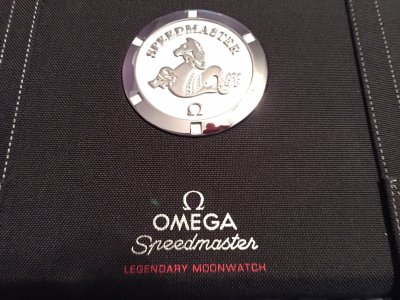 SPEEDMASTER
Ω
Ω
OMEGA
Speedmaster
LEGENDARY MOONWATCH